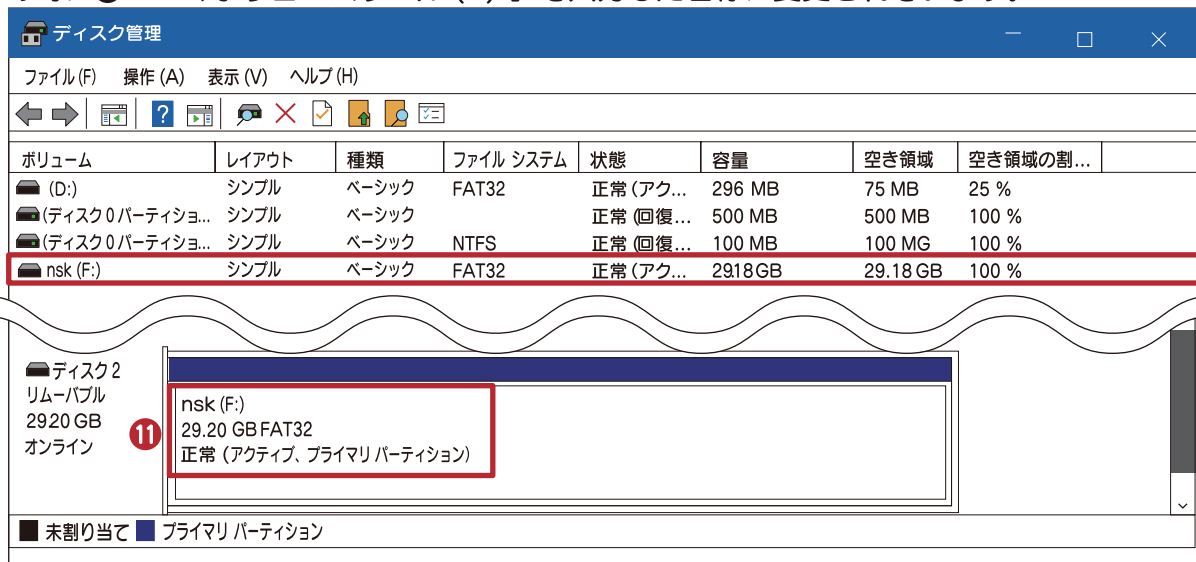 ディスク管理
ファイル(F) 操作(A) 表示(V) ヘルプ(H)
ボリューム レイアウト 種類 ファイル システム 状態 容量 空き領域 空き領域の割...
(D:) シンプル ベーシック FAT32 正常(アク... 296 MB 75 MB 25 %
(ディスク0パーティショ... シンプル ベーシック 正常(回復... 500 MB 500 MB 100 %
(ディスク0パーティショ... シンプル ベーシック NTFS 正常(回復... 100 MB 100 MG 100 %
nsk (F:) シンプル ベーシック FAT32 正常(アク... 29.18GB 29.18 GB 100 %
ディスク2
リムーバブル
29.20 GB
オンライン
⓫
nsk (F:)
29.20 GB FAT32
正常(アクティブ、プライマリ パーティション)
未割り当て プライマリ パーティション